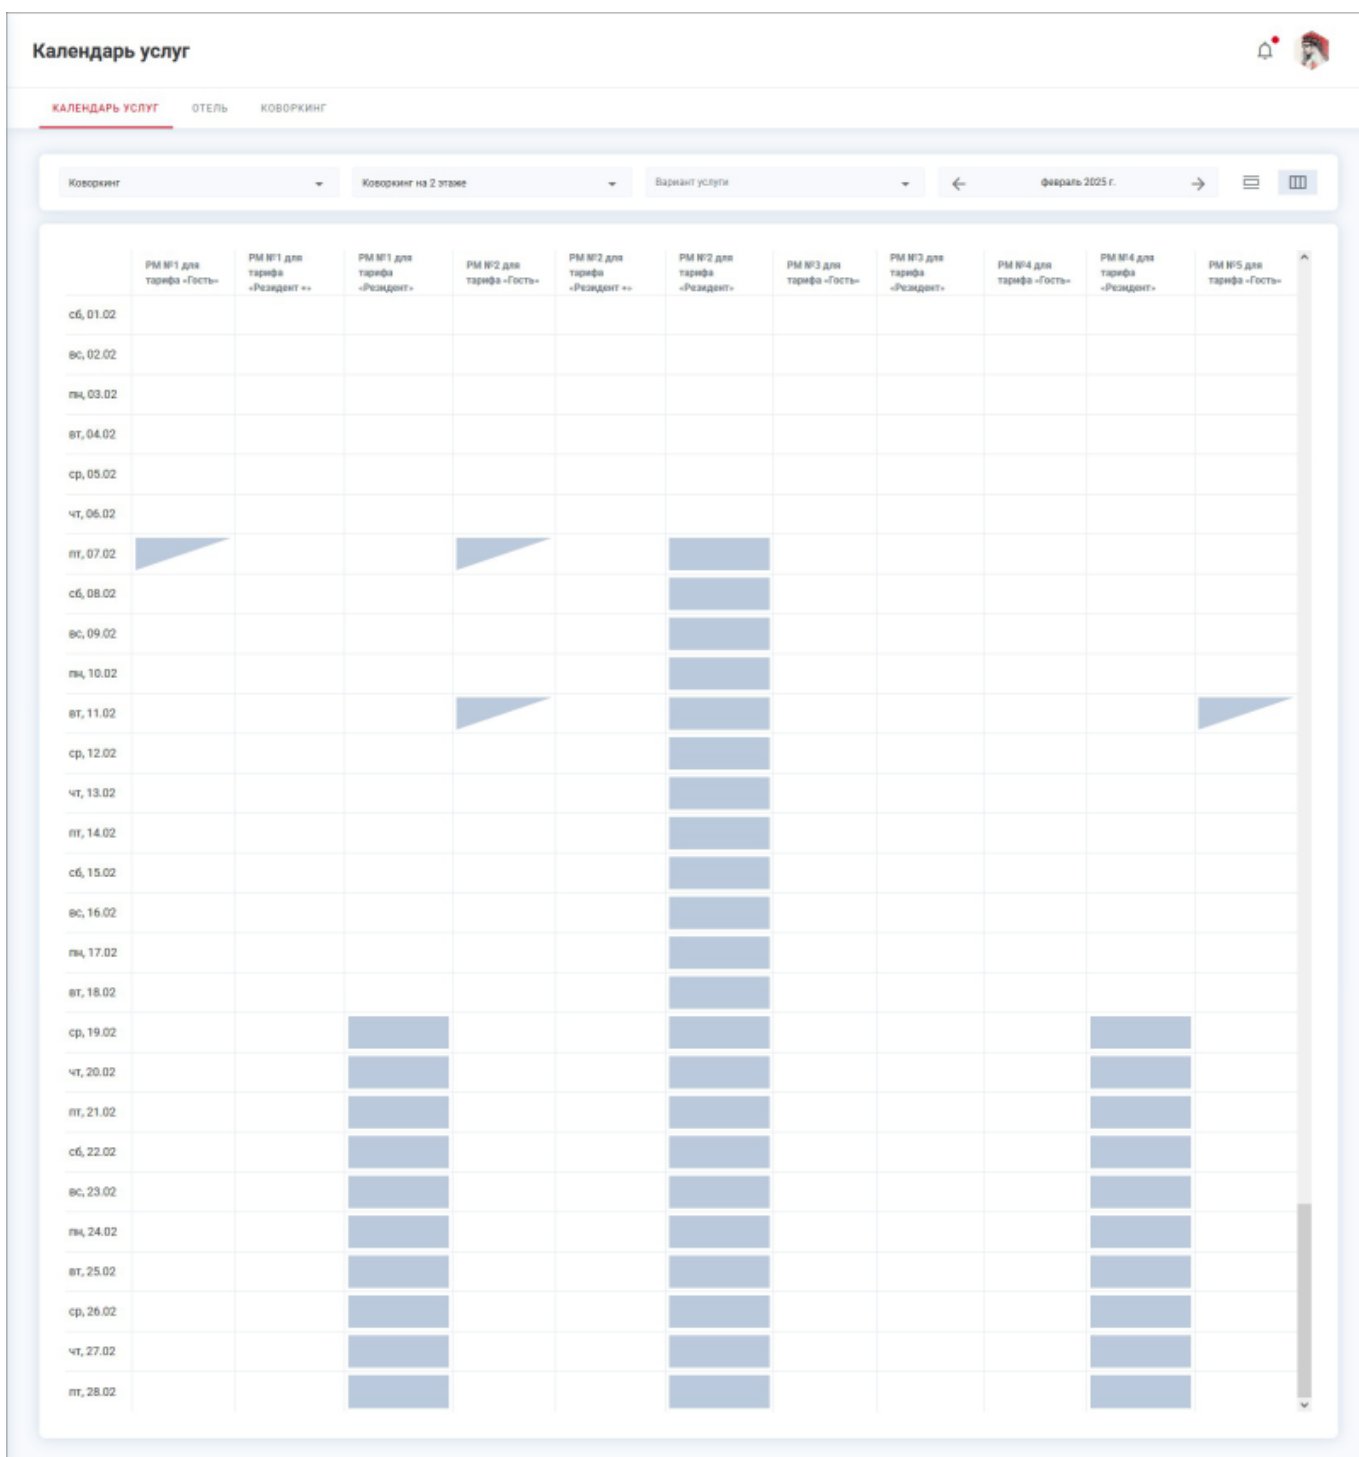 Календарь услуг
КАЛЕНДАРЬ УСЛУГ ОТЕЛЬ КОВОРКИНГ
Коворкинг Коворкинг на 2 этаже Вариант услуги февраль 2025 г.
РМ №1 для тарифа «Гость»
РМ №1 для тарифа «Резидент +»
РМ №1 для тарифа «Резидент»
РМ №2 для тарифа «Гость»
РМ №2 для тарифа «Резидент +»
РМ №2 для тарифа «Резидент»
РМ №3 для тарифа «Гость»
РМ №3 для тарифа «Резидент»
РМ №4 для тарифа «Гость»
РМ №4 для тарифа «Резидент»
РМ №5 для тарифа «Гость»
сб, 01.02
вс, 02.02
пн, 03.02
вт, 04.02
ср, 05.02
чт, 06.02
пт, 07.02
сб, 08.02
вс, 09.02
пн, 10.02
вт, 11.02
ср, 12.02
чт, 13.02
пт, 14.02
сб, 15.02
вс, 16.02
пн, 17.02
вт, 18.02
ср, 19.02
чт, 20.02
пт, 21.02
сб, 22.02
вс, 23.02
пн, 24.02
вт, 25.02
ср, 26.02
чт, 27.02
пт, 28.02